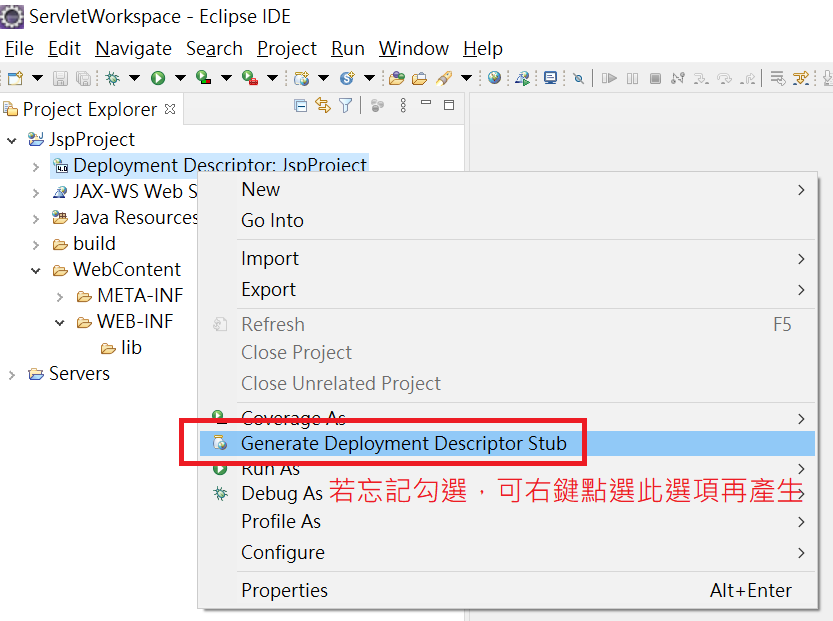 ServletWorkspace - Eclipse IDE
File Edit Navigate Search Project Run Window Help
Project Explorer
JspProject
Deployment Descriptor: JspProject
JAX-WS Web S
Java Resources
build
WebContent
META-INF
WEB-INF
lib
Servers
New
Go Into
Import
Export
Refresh F5
Close Project
Close Unrelated Project
Coverage As
Generate Deployment Descriptor Stub
Run As
Debug As
若忘記勾選，可右鍵點選此選項再產生
Profile As
Configure
Properties Alt+Enter